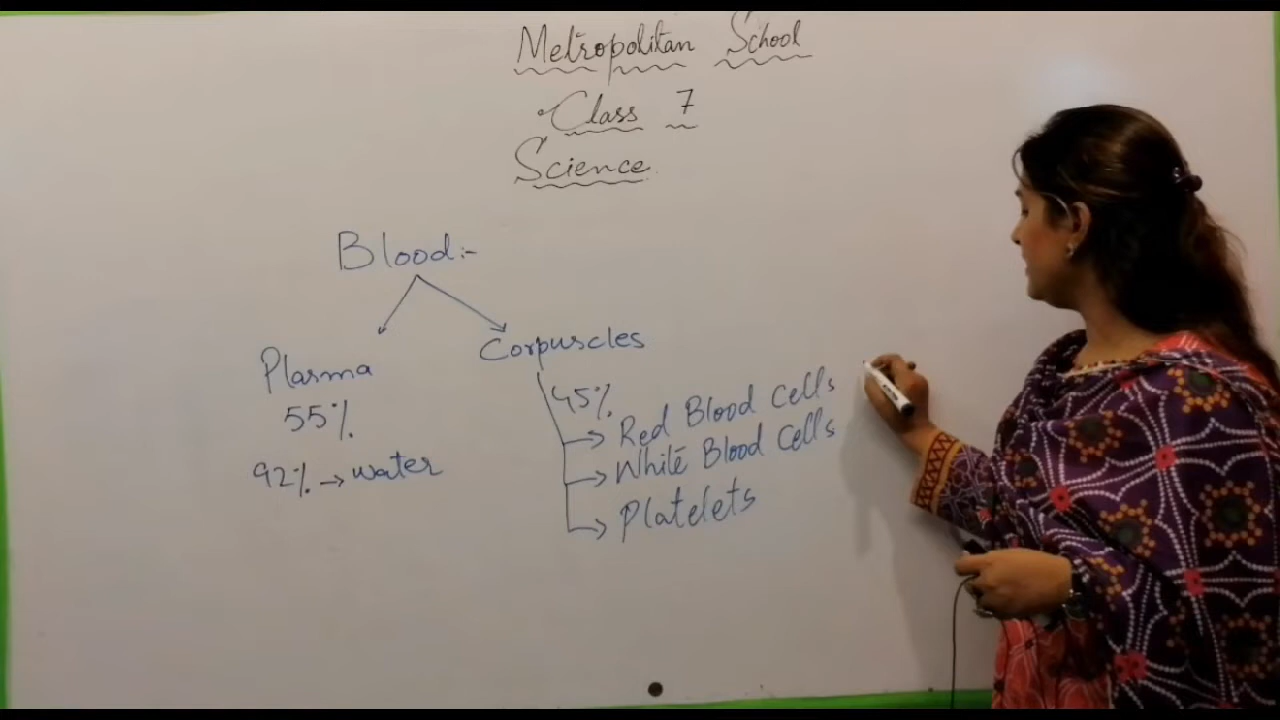 Metropolitan School
Class 7
Science
Blood:-
Plasma
Corpuscles
55%
45%
Red Blood Cells
White Blood Cells
92% → water
Platelets